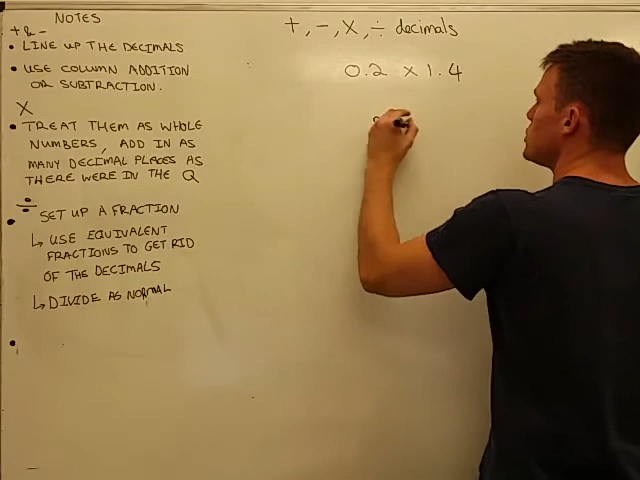 NOTES
+ & -
• LINE UP THE DECIMALS
• USE COLUMN ADDITION
OR SUBTRACTION.
X
• TREAT THEM AS WHOLE
NUMBERS, ADD IN AS
MANY DECIMAL PLACES AS
THERE WERE IN THE Q
÷
• SET UP A FRACTION
↳ USE EQUIVALENT
FRACTIONS TO GET RID
OF THE DECIMALS
↳ DIVIDE AS NORMAL
•
+, -, X, ÷ decimals
0.2 x 1.4